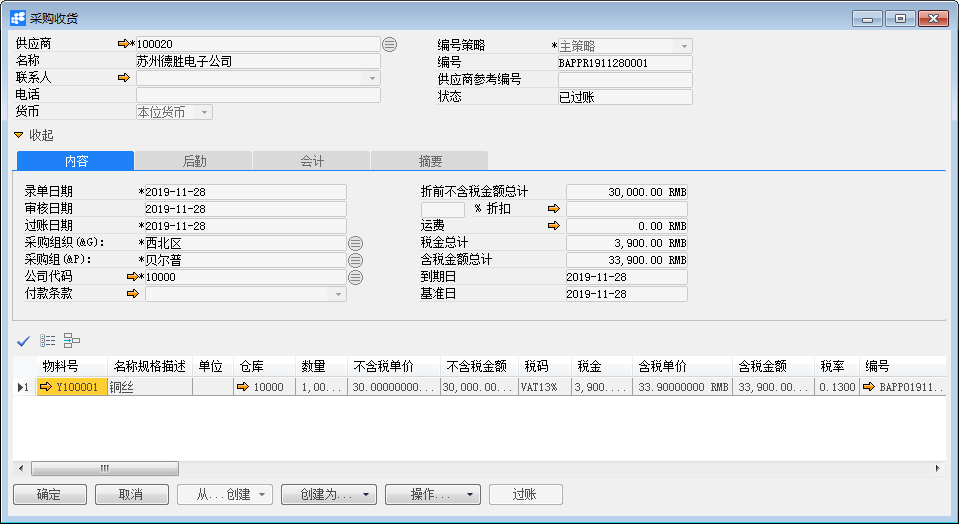 采购收货
供应商 *100020
名称 苏州德胜电子公司
联系人
电话
货币 本位货币
编号策略 *主策略
编号 BAPPR1911280001
供应商参考编号
状态 已过账
收起
内容 后勤 会计 摘要
录单日期 *2019-11-28
审核日期 2019-11-28
过账日期 *2019-11-28
采购组织(&G): *西北区
采购组(&P): *贝尔普
公司代码 *10000
付款条款
折前不含税金额总计 30,000.00 RMB
% 折扣
运费 0.00 RMB
税金总计 3,900.00 RMB
含税金额总计 33,900.00 RMB
到期日 2019-11-28
基准日 2019-11-28
物料号 名称规格描述 单位 仓库 数量 不含税单价 不含税金额 税码 税金 含税单价 含税金额 税率 编号
1 Y100001 铜丝 10000 1,00... 30.00000000... 30,000.00... VAT13% 3,900.... 33.90000000 RMB 33,900.00... 0.1300 BAPPO1911...
确定 取消 从...创建 创建为... 操作... 过账